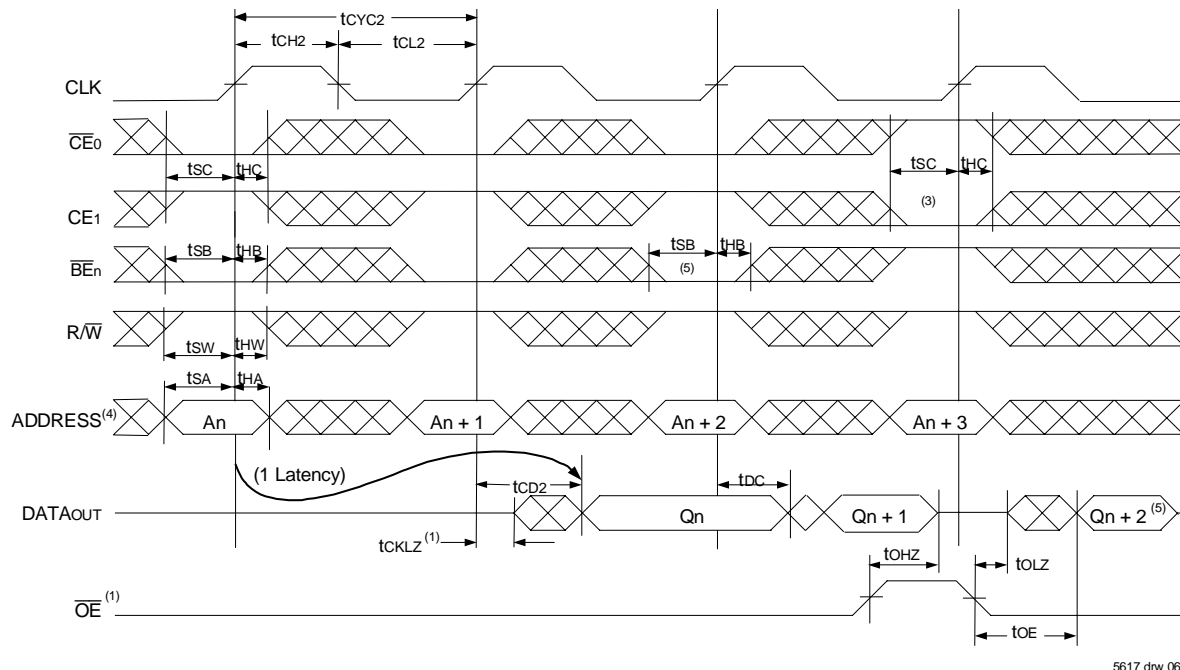 tCYC2
tCH2 tCL2
CLK
CE0
tSC tHC tSC tHC
CE1 (3)
tSB tHB tSB tHB
BEn (5)
R/W
tSW tHW
tSA tHA
ADDRESS(4) An An + 1 An + 2 An + 3
(1 Latency) tCD2 tDC
DATAOUT Qn Qn + 1 Qn + 2 (5)
tCKLZ (1)
tOHZ tOLZ
OE (1)
tOE
5617 drw 06